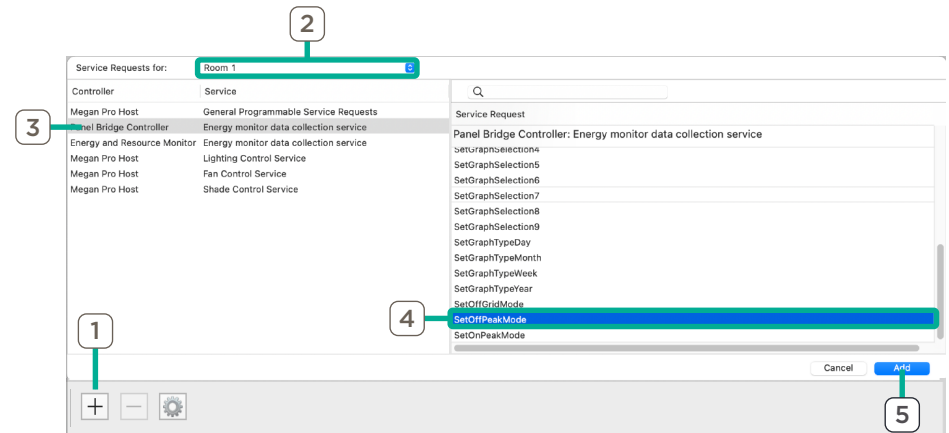 2
Service Requests for: Room 1
Controller Service
Megan Pro Host General Programmable Service Requests
Panel Bridge Controller Energy monitor data collection service
Energy and Resource Monitor Energy monitor data collection service
Megan Pro Host Lighting Control Service
Megan Pro Host Fan Control Service
Megan Pro Host Shade Control Service
3
Service Request
Panel Bridge Controller: Energy monitor data collection service
SetGraphSelection4
SetGraphSelection5
SetGraphSelection6
SetGraphSelection7
SetGraphSelection8
SetGraphSelection9
SetGraphTypeDay
SetGraphTypeMonth
SetGraphTypeWeek
SetGraphTypeYear
SetOffGridMode
SetOffPeakMode
SetOnPeakMode
4
1
Cancel Add
5